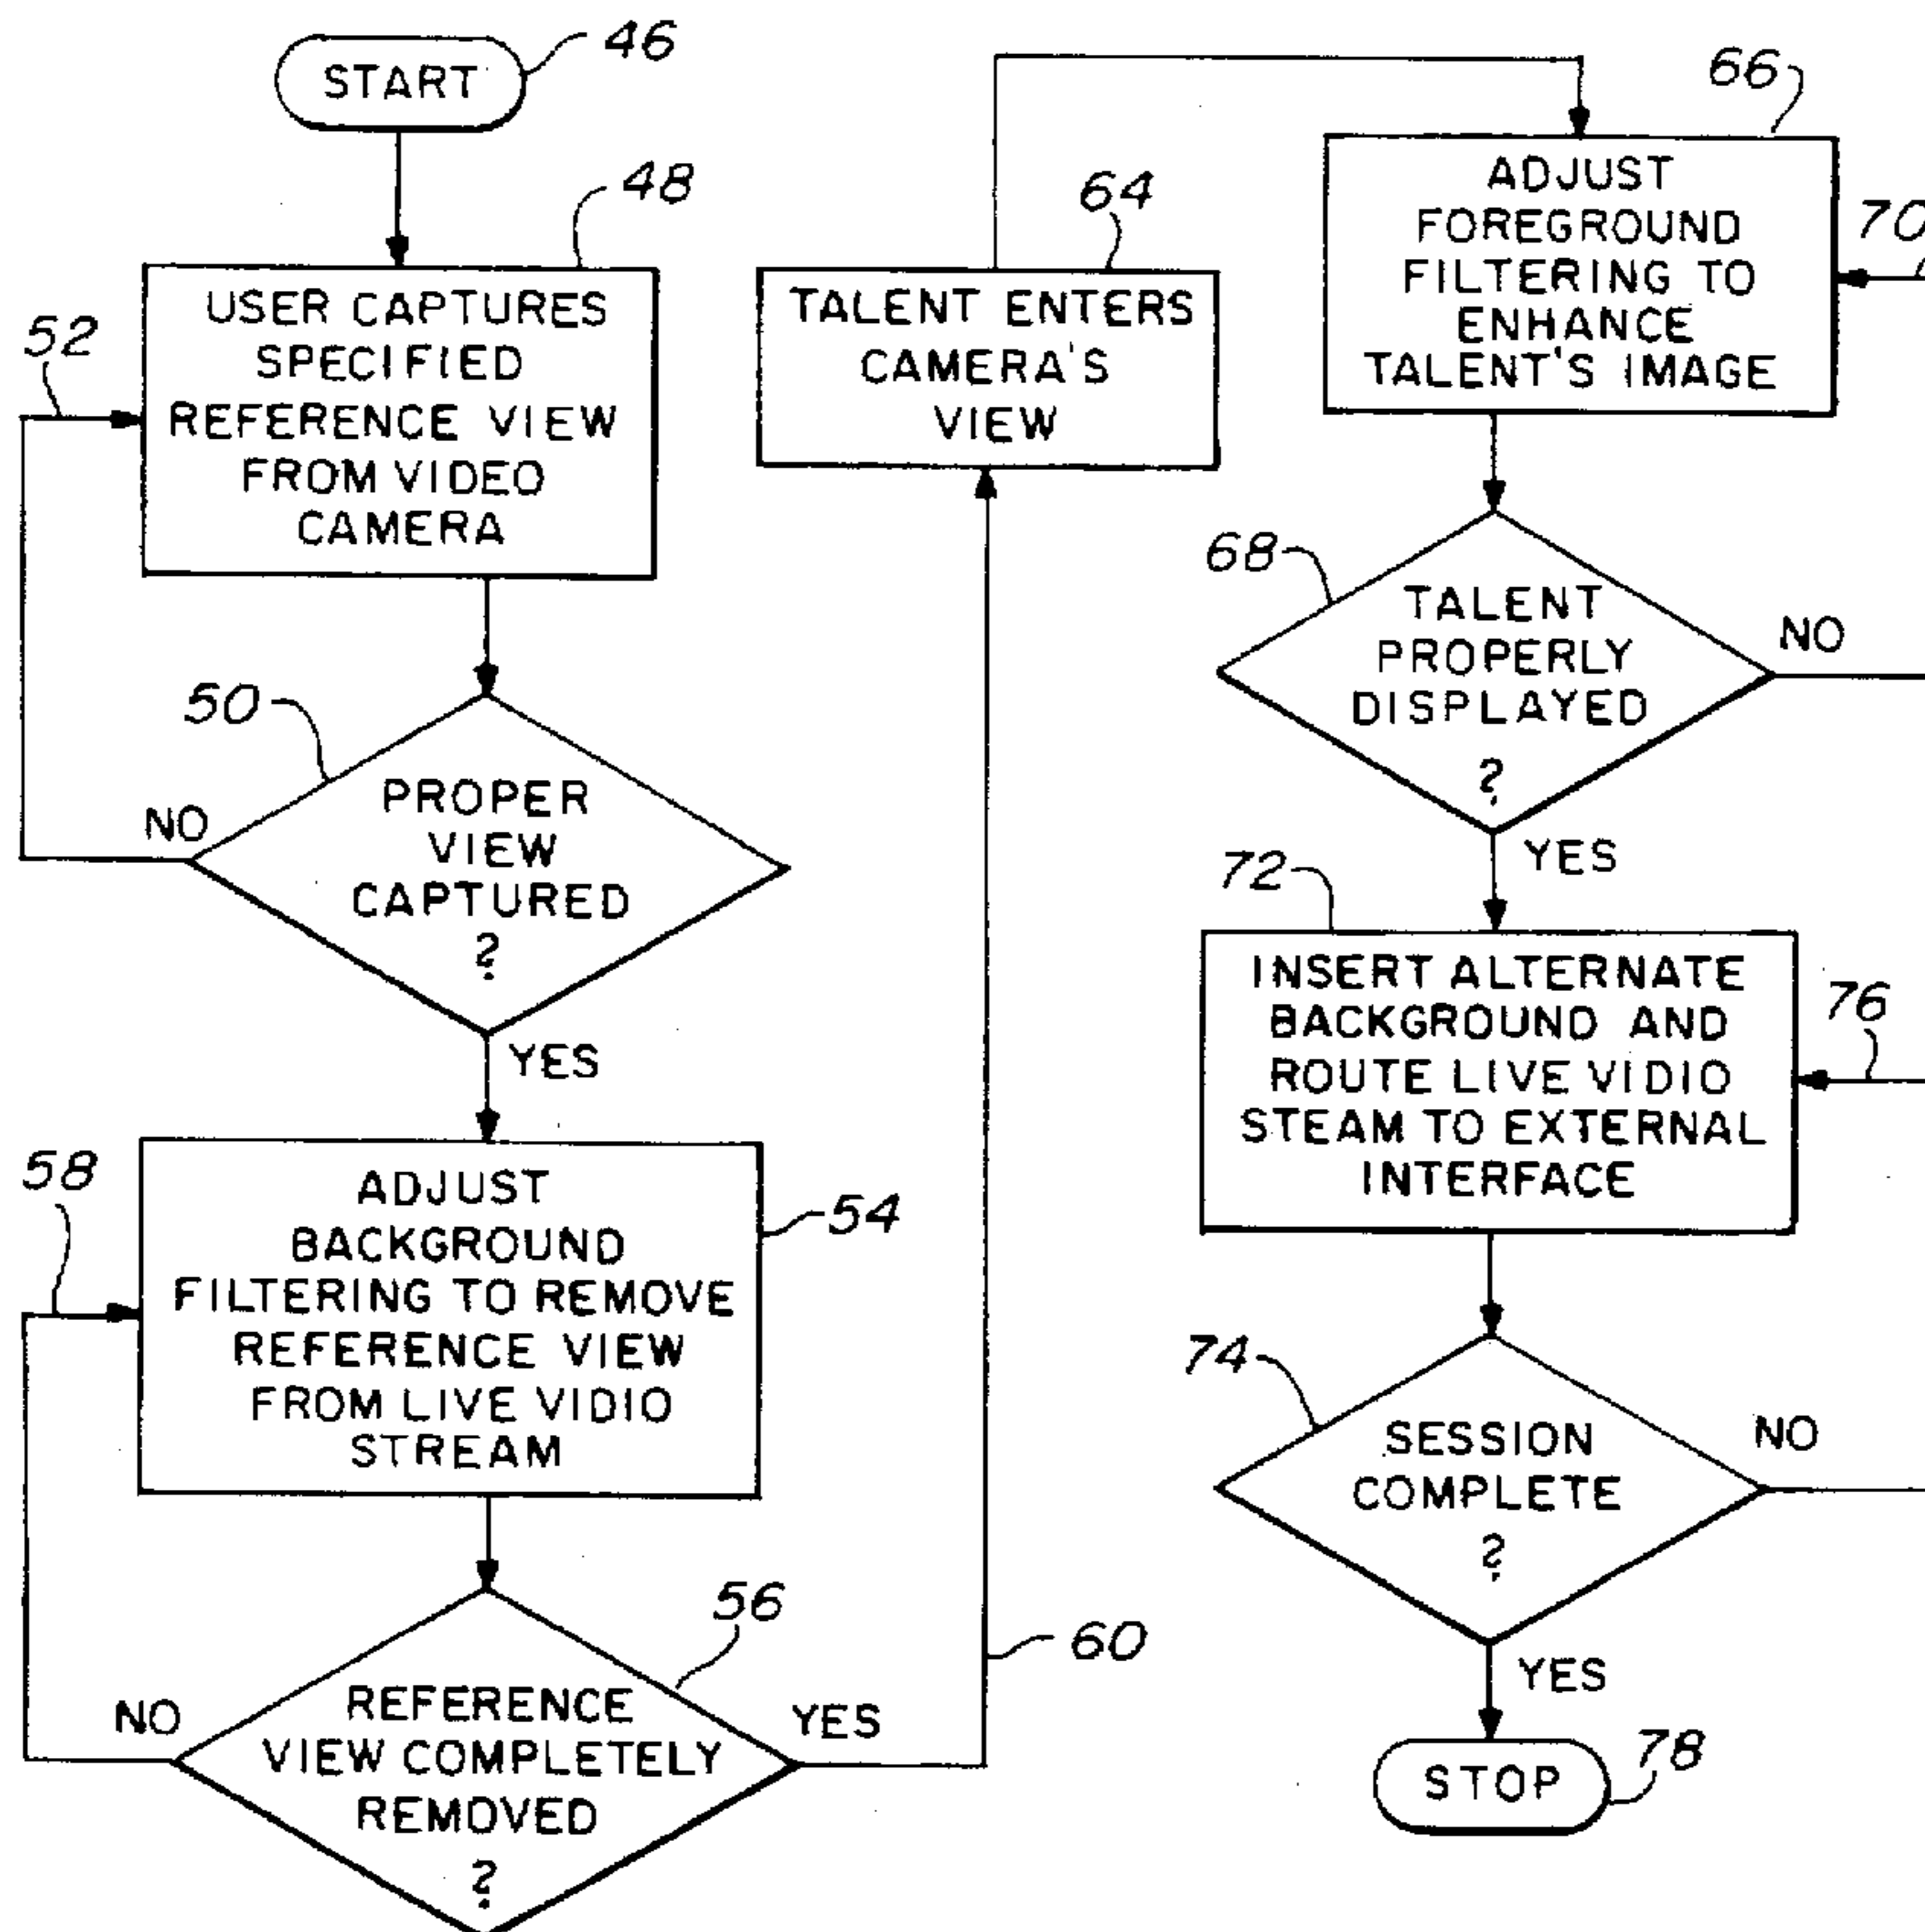 START
46
48
USER CAPTURES
SPECIFIED
REFERENCE VIEW
FROM VIDEO
CAMERA
52
50
PROPER
VIEW
CAPTURED
?
NO
YES
58
ADJUST
BACKGROUND
FILTERING TO REMOVE
REFERENCE VIEW
FROM LIVE VIDIO
STREAM
54
56
REFERENCE
VIEW COMPLETELY
REMOVED
?
NO
YES
60
64
TALENT ENTERS
CAMERA'S
VIEW
66
ADJUST
FOREGROUND
FILTERING TO
ENHANCE
TALENT'S IMAGE
70
68
TALENT
PROPERLY
DISPLAYED
?
NO
YES
72
INSERT ALTERNATE
BACKGROUND AND
ROUTE LIVE VIDIO
STEAM TO EXTERNAL
INTERFACE
76
74
SESSION
COMPLETE
?
NO
YES
STOP
78